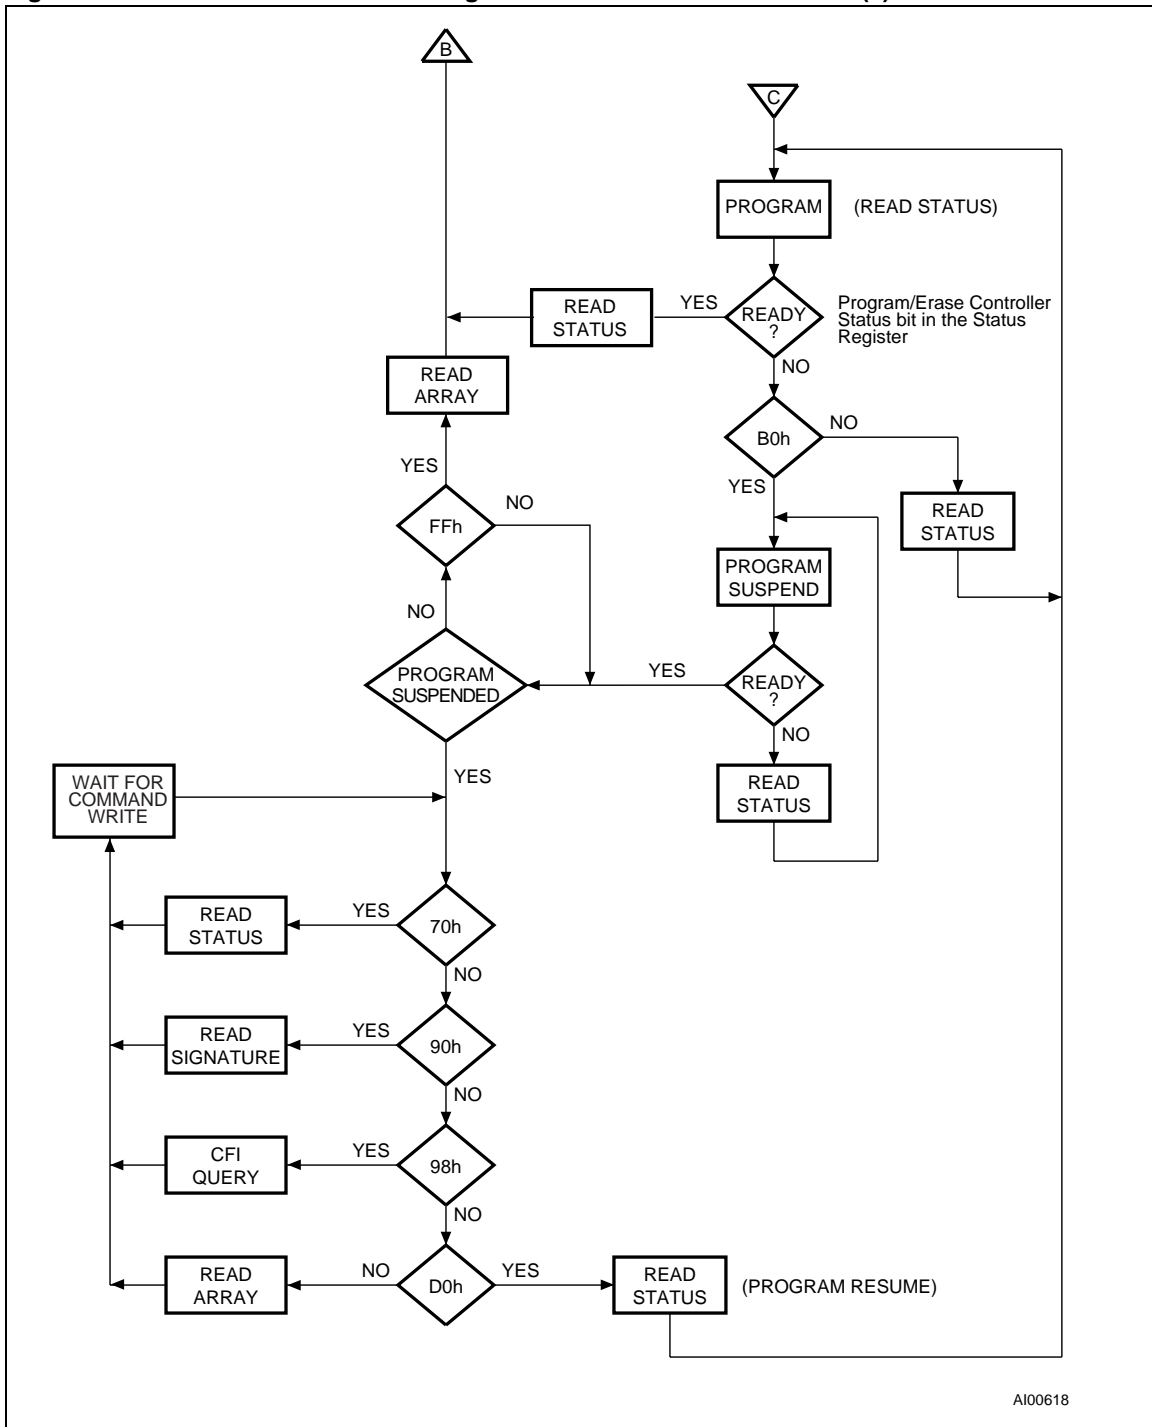 B
C
PROGRAM
(READ STATUS)
READ
STATUS
YES
READY
?
Program/Erase Controller
Status bit in the Status
Register
NO
READ
ARRAY
B0h
NO
YES
YES
FFh
NO
READ
STATUS
PROGRAM
SUSPEND
NO
PROGRAM
SUSPENDED
YES
READY
?
NO
YES
WAIT FOR
COMMAND
WRITE
READ
STATUS
READ
STATUS
YES
70h
NO
READ
SIGNATURE
YES
90h
NO
CFI
QUERY
YES
98h
NO
READ
ARRAY
NO
D0h
YES
READ
STATUS
(PROGRAM RESUME)
AI00618